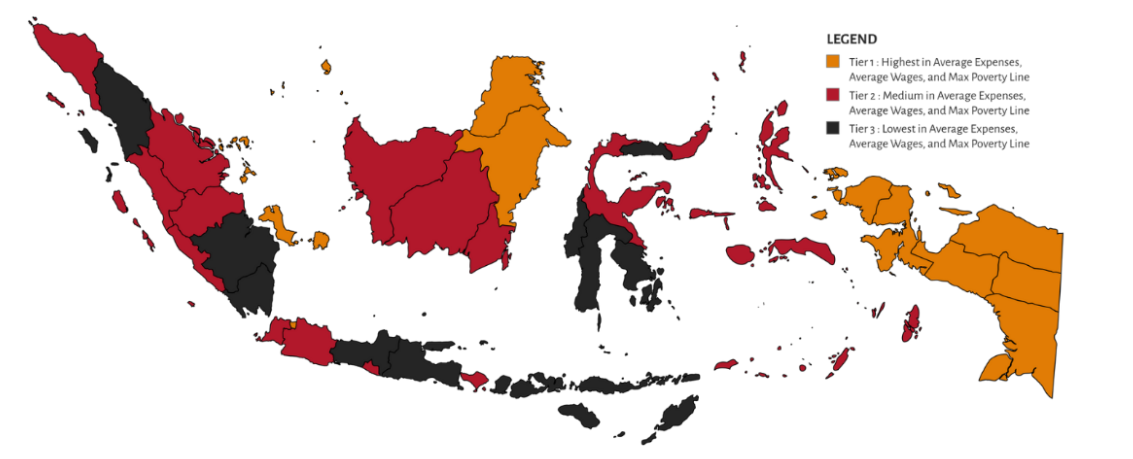 LEGEND
Tier 1 : Highest in Average Expenses,
Average Wages, and Max Poverty Line
Tier 2 : Medium in Average Expenses,
Average Wages, and Max Poverty Line
Tier 3 : Lowest in Average Expenses,
Average Wages, and Max Poverty Line